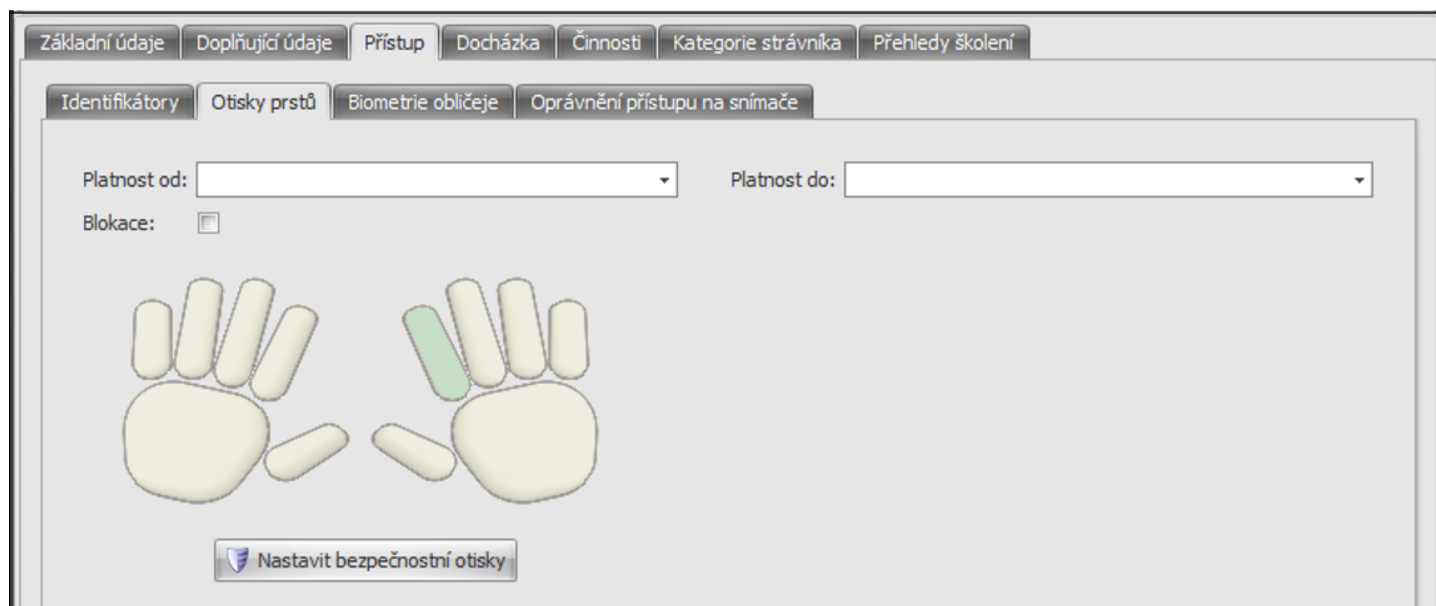 Základní údaje Doplňující údaje Přístup Docházka Činnosti Kategorie strávníka Přehledy školení
Identifikátory Otisky prstů Biometrie obličeje Oprávnění přístupu na snímače
Platnost od: Platnost do:
Blokace:
Nastavit bezpečnostní otisky